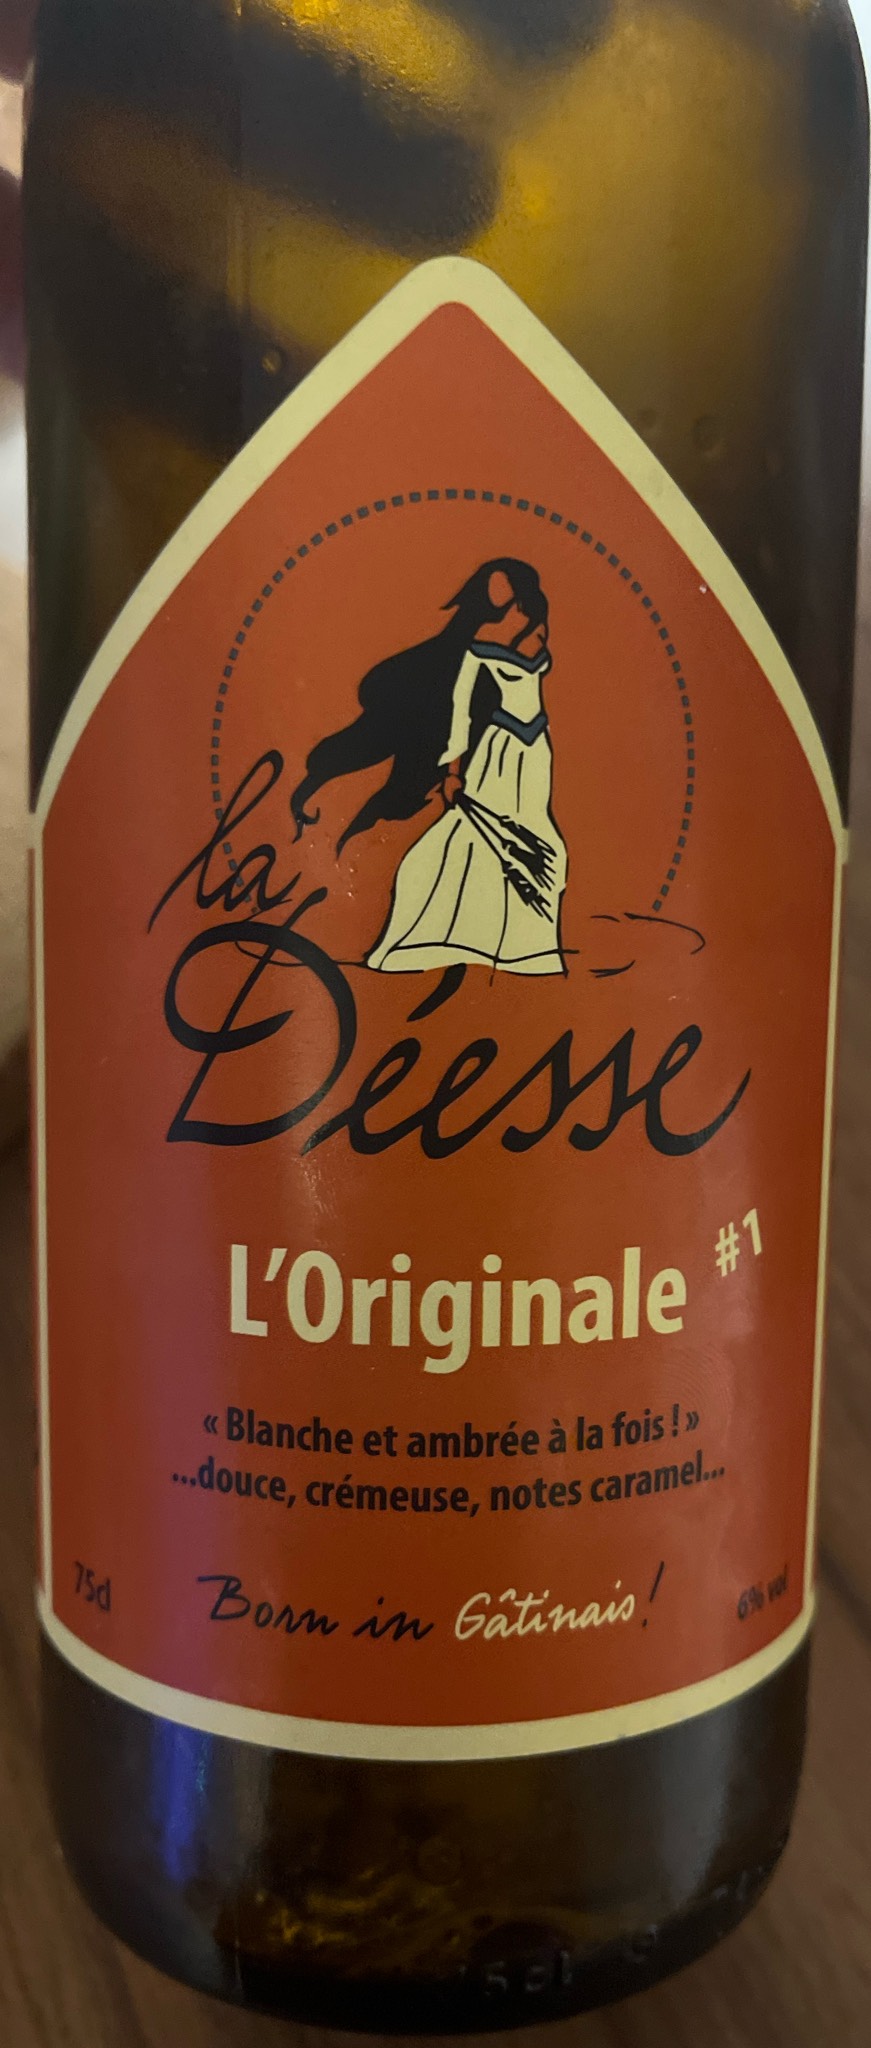 la
Déesse
L'Originale #1
« Blanche et ambrée à la fois ! »
...douce, crémeuse, notes caramel...
75cl
Born in Gâtinais !
6% vol